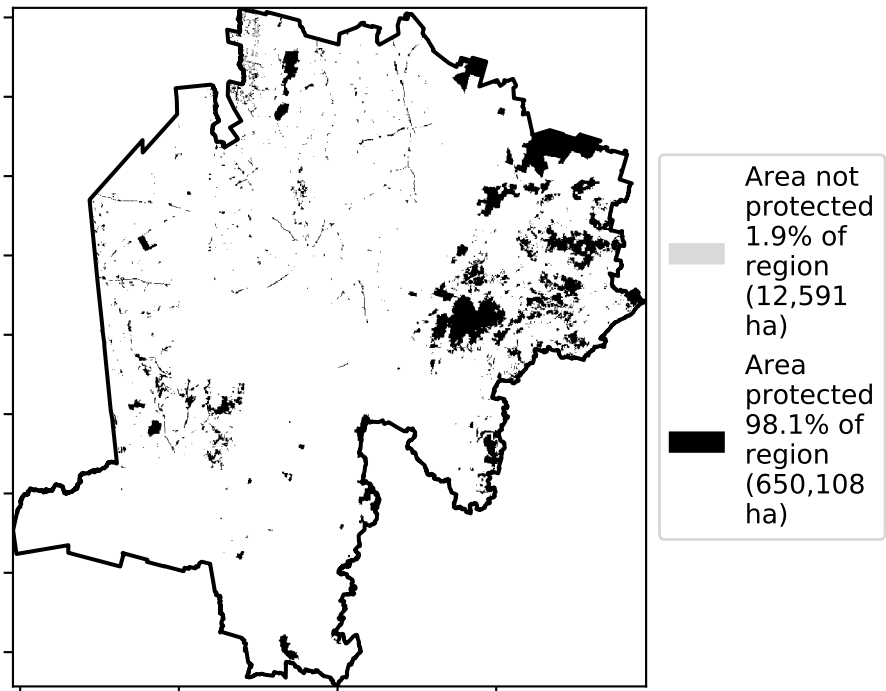 Area not
protected
1.9% of
region
(12,591
ha)
Area
protected
98.1% of
region
(650,108
ha)